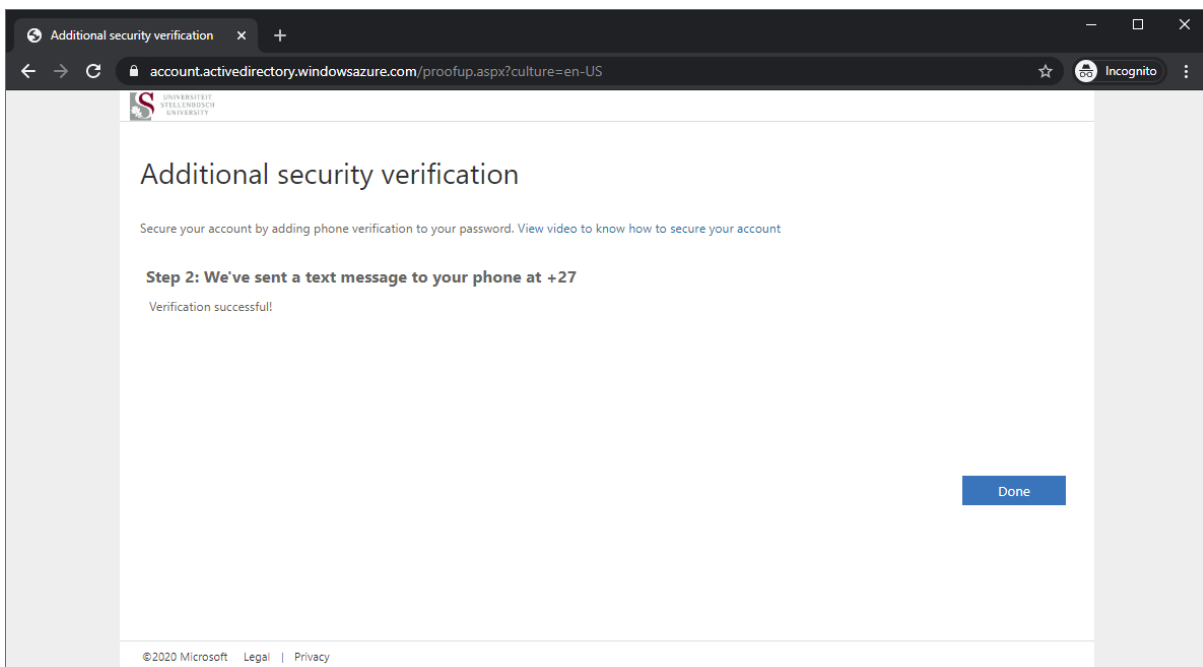 Additional security verification
account.activedirectory.windowsazure.com/proofup.aspx?culture=en-US
Incognito
UNIVERSITEIT
STELLENBOSCH
UNIVERSITY
Additional security verification
Secure your account by adding phone verification to your password. View video to know how to secure your account
Step 2: We've sent a text message to your phone at +27
Verification successful!
Done
©2020 Microsoft Legal | Privacy